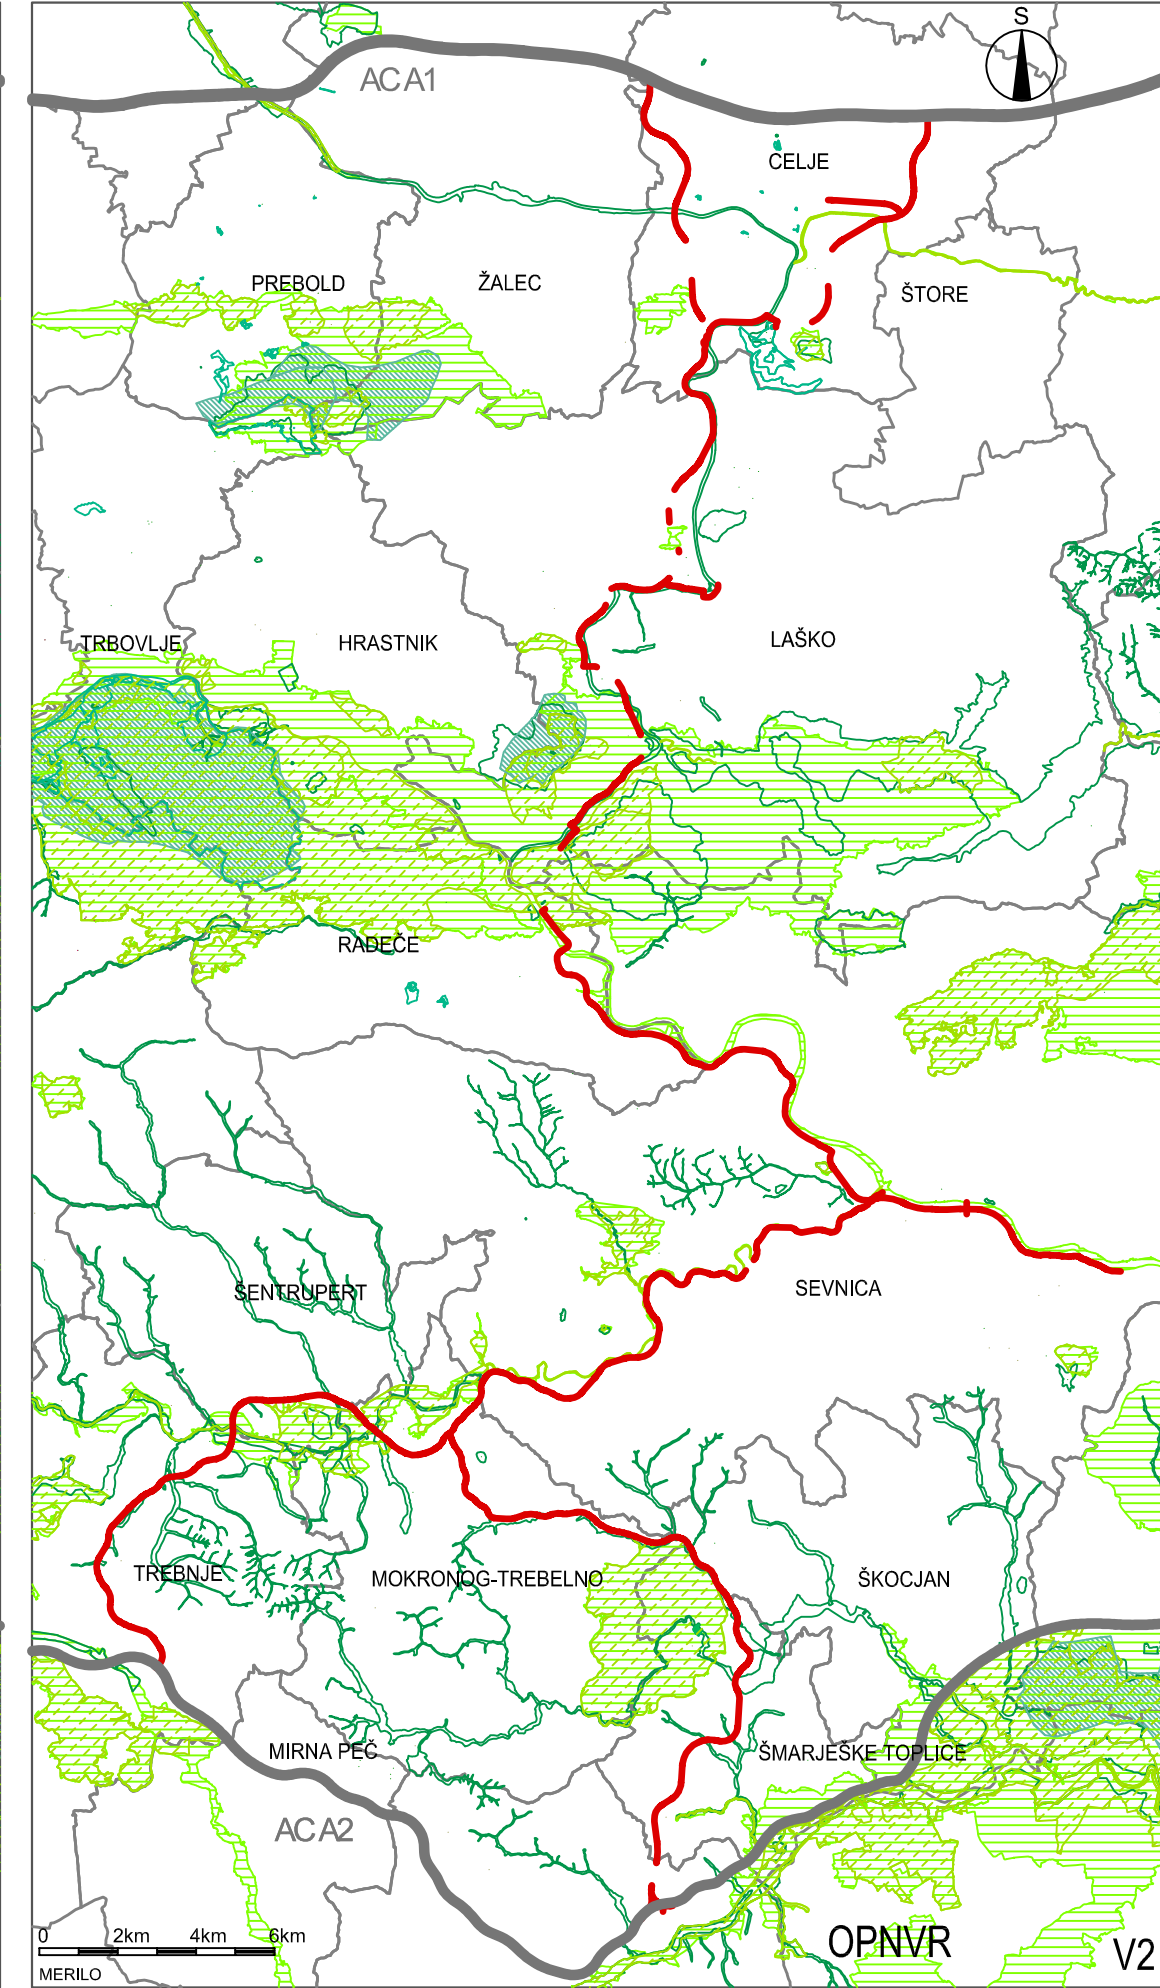 S
ACA1
CELJE
PREBOLD
ŽALEC
ŠTORE
TRBOVLJE
HRASTNIK
LAŠKO
RADEČE
ŠENTRUPERT
SEVNICA
TREBNJE
MOKRONOG-TREBELNO
ŠKOCJAN
MIRNA PEČ
ŠMARJEŠKE TOPLICE
ACA2
0 2km 4km 6km
MERILO
OPNVR
V2